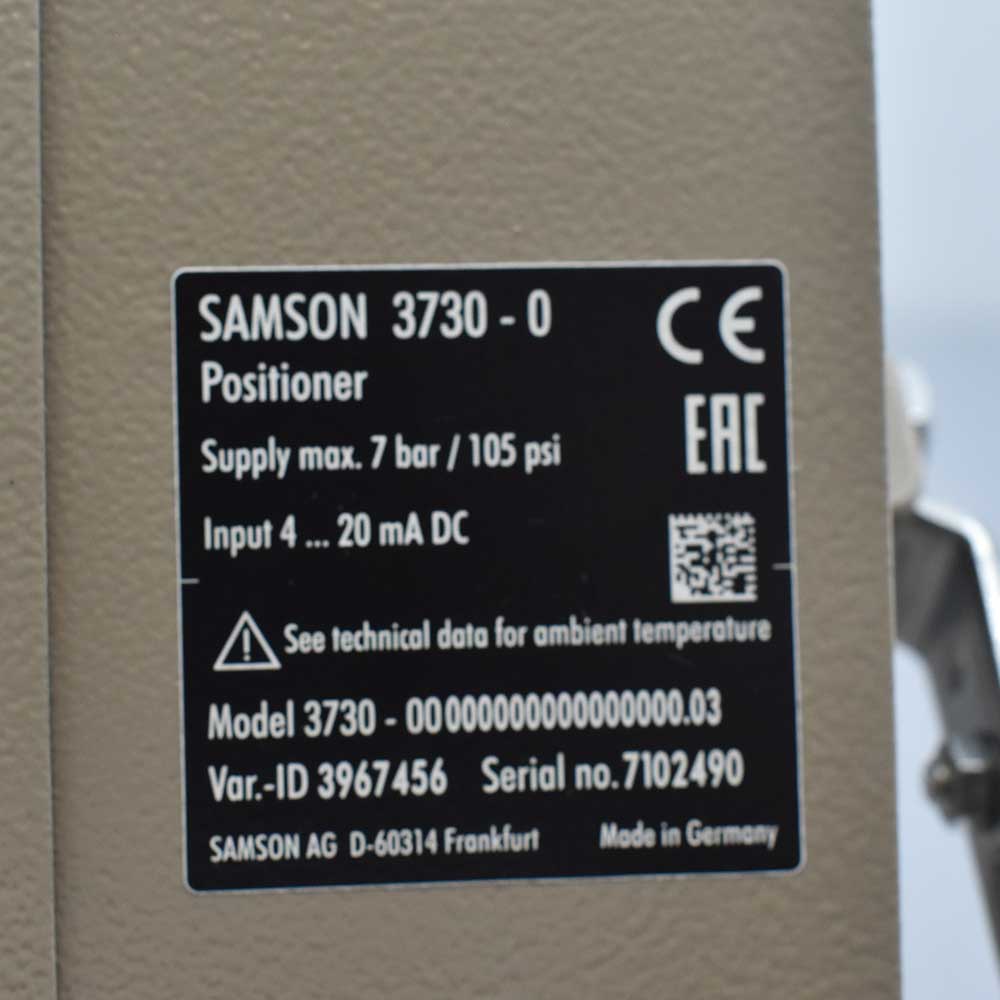 SAMSON 3730 - 0
CE
Positioner
EAC
Supply max. 7 bar / 105 psi
Input 4 ... 20 mA DC
See technical data for ambient temperature
Model 3730 - 000000000000000000.03
Var.-ID 3967456 Serial no. 7102490
SAMSON AG D-60314 Frankfurt Made in Germany